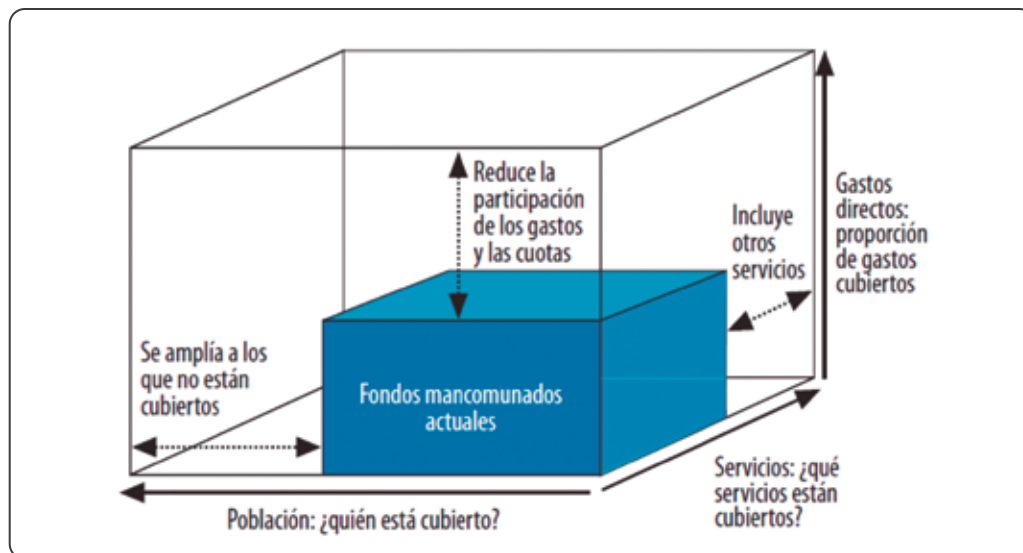 Reduce la
participación
de los gastos
y las cuotas
Incluye
otros
servicios
Gastos
directos:
proporción
de gastos
cubiertos
Se amplía a los
que no están
cubiertos
Fondos mancomunados
actuales
Servicios: ¿qué
servicios están
cubiertos?
Población: ¿quién está cubierto?